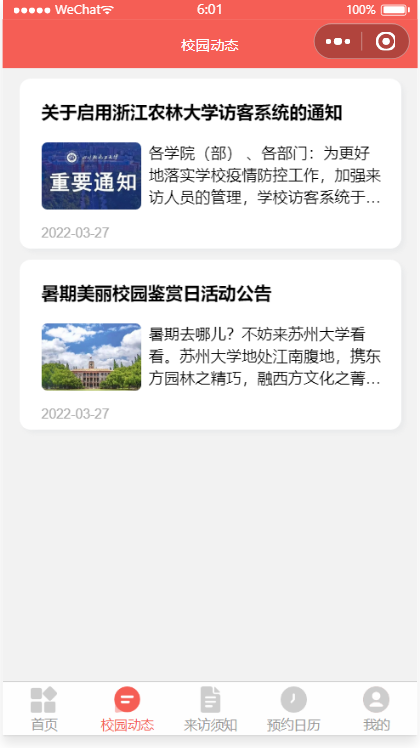 WeChat
6:01
100%
校园动态
关于启用浙江农林大学访客系统的通知
重要通知
各学院（部）、各部门：为更好
地落实学校疫情防控工作，加强来
访人员的管理，学校访客系统于…
2022-03-27
暑期美丽校园鉴赏日活动公告
暑期去哪儿？不妨来苏州大学看
看。苏州大学地处江南腹地，携东
方园林之精巧，融西方文化之菁…
2022-03-27
首页
校园动态
来访须知
预约日历
我的